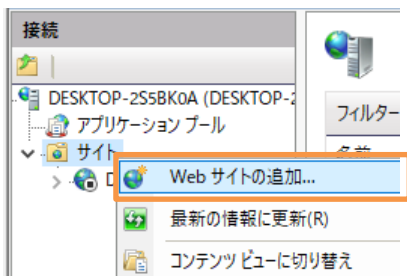 接続
DESKTOP-2S5BK0A (DESKTOP-2
アプリケーション プール
サイト
フィルター
Web サイトの追加...
最新の情報に更新(R)
コンテンツ ビューに切り替え